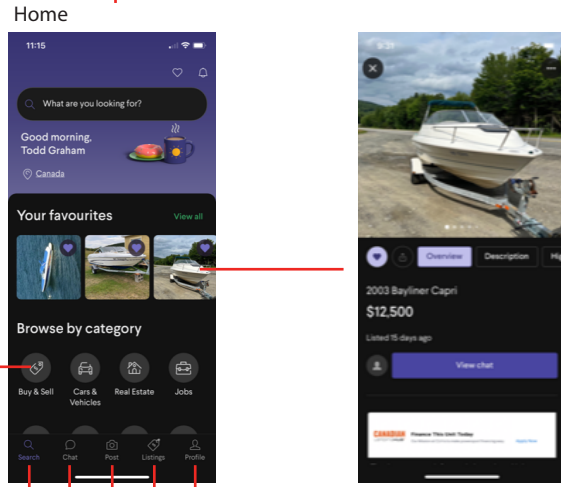 Home
11:15
What are you looking for?
Good morning,
Todd Graham
Canada
Your favourites
View all
Browse by category
Buy & Sell
Cars &
Vehicles
Real Estate
Jobs
Search
Chat
Post
Listings
Profile
Overview
Description
2003 Bayliner Capri
$12,500
Listed 15 days ago
View chat
CANADIAN
Finance This Unit Today